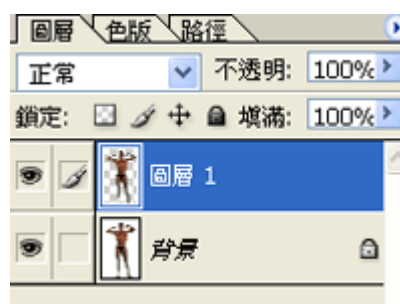 圖層 色版 路徑
正常 不透明: 100%
鎖定: 填滿: 100%
圖層 1
背景